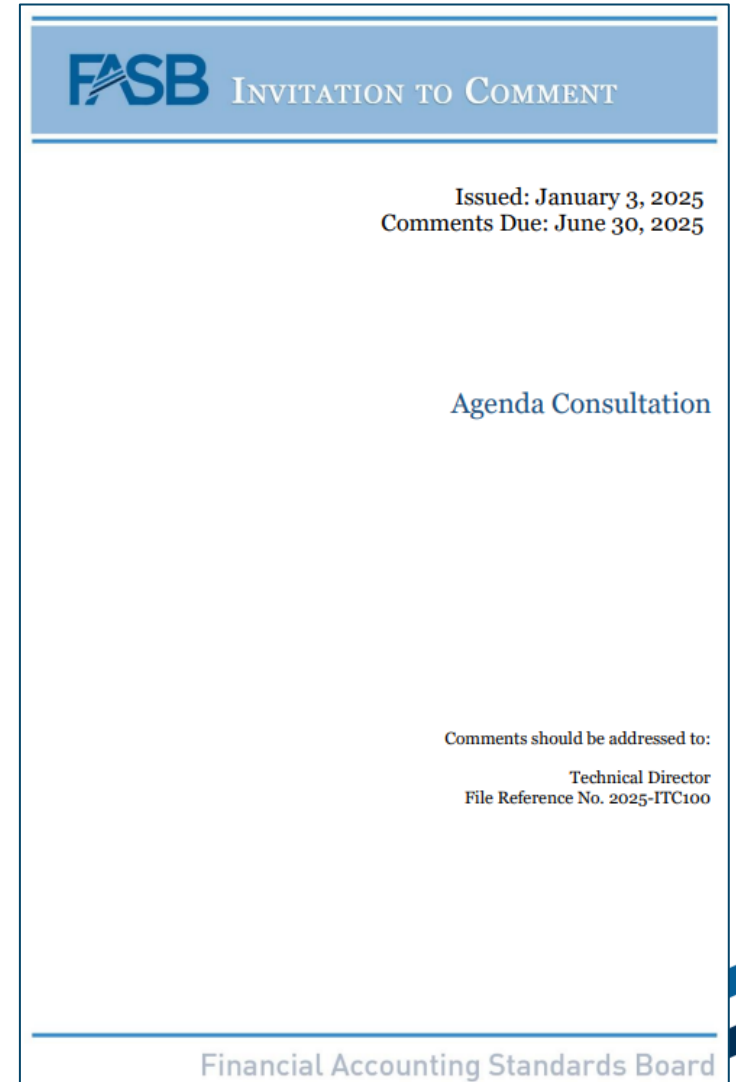 FASB INVITATION TO COMMENT
Issued: January 3, 2025
Comments Due: June 30, 2025
Agenda Consultation
Comments should be addressed to:
Technical Director
File Reference No. 2025-ITC100
Financial Accounting Standards Board